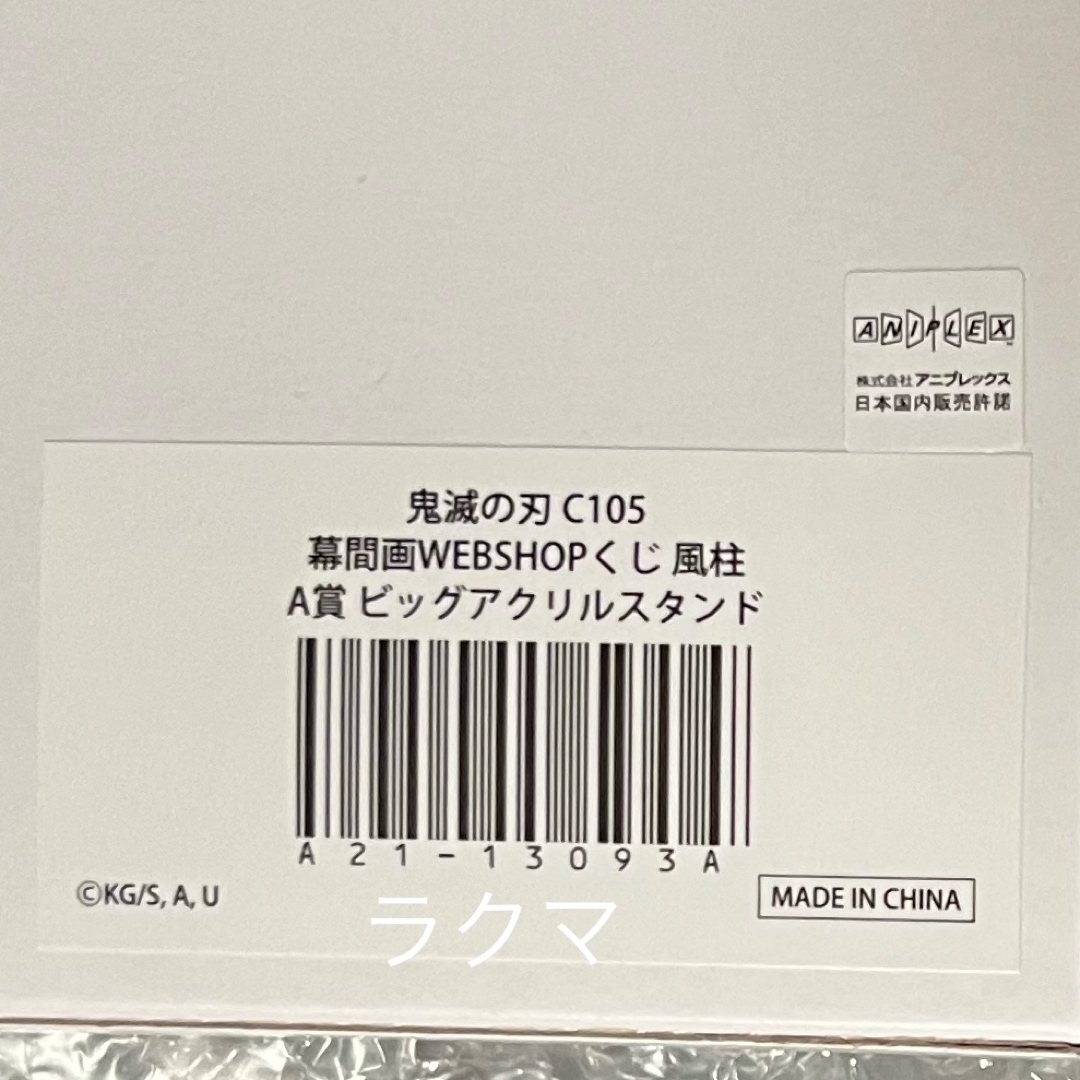 ANIPLEX
株式会社アニプレックス
日本国内販売許諾
鬼滅の刃 C105
幕間画WEBSHOPくじ 風柱
A賞 ビッグアクリルスタンド
A21-13093A
©KG/S, A, U
MADE IN CHINA
ラクマ